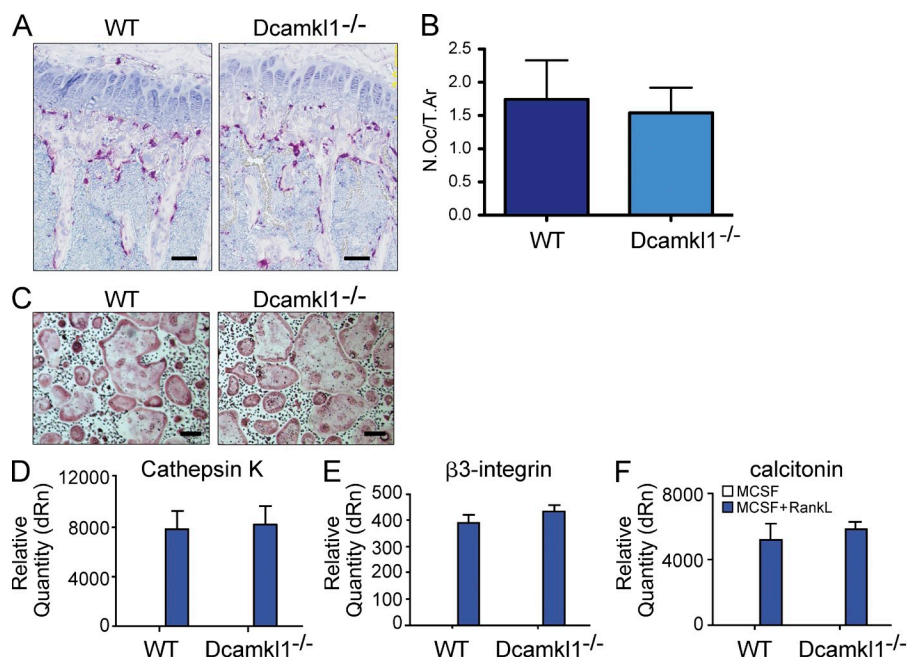 A
WT
Dcamkl1-/-
B
N.Oc/T.Ar
2.5
2.0
1.5
1.0
0.5
0.0
WT
Dcamkl1-/-
C
WT
Dcamkl1-/-
D
Cathepsin K
Relative
Quantity (dRn)
12000
8000
4000
0
WT
Dcamkl1-/-
E
β3-integrin
Relative
Quantity (dRn)
400
300
200
100
0
WT
Dcamkl1-/-
F
calcitonin
MCSF
MCSF+RankL
Relative
Quantity (dRn)
8000
4000
0
WT
Dcamkl1-/-